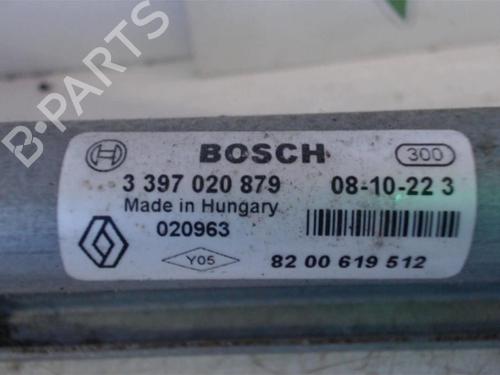 B-PARTS
BOSCH 300
3 397 020 879 08-10-22 3
Made in Hungary
020963
Y05 82 00 619 512